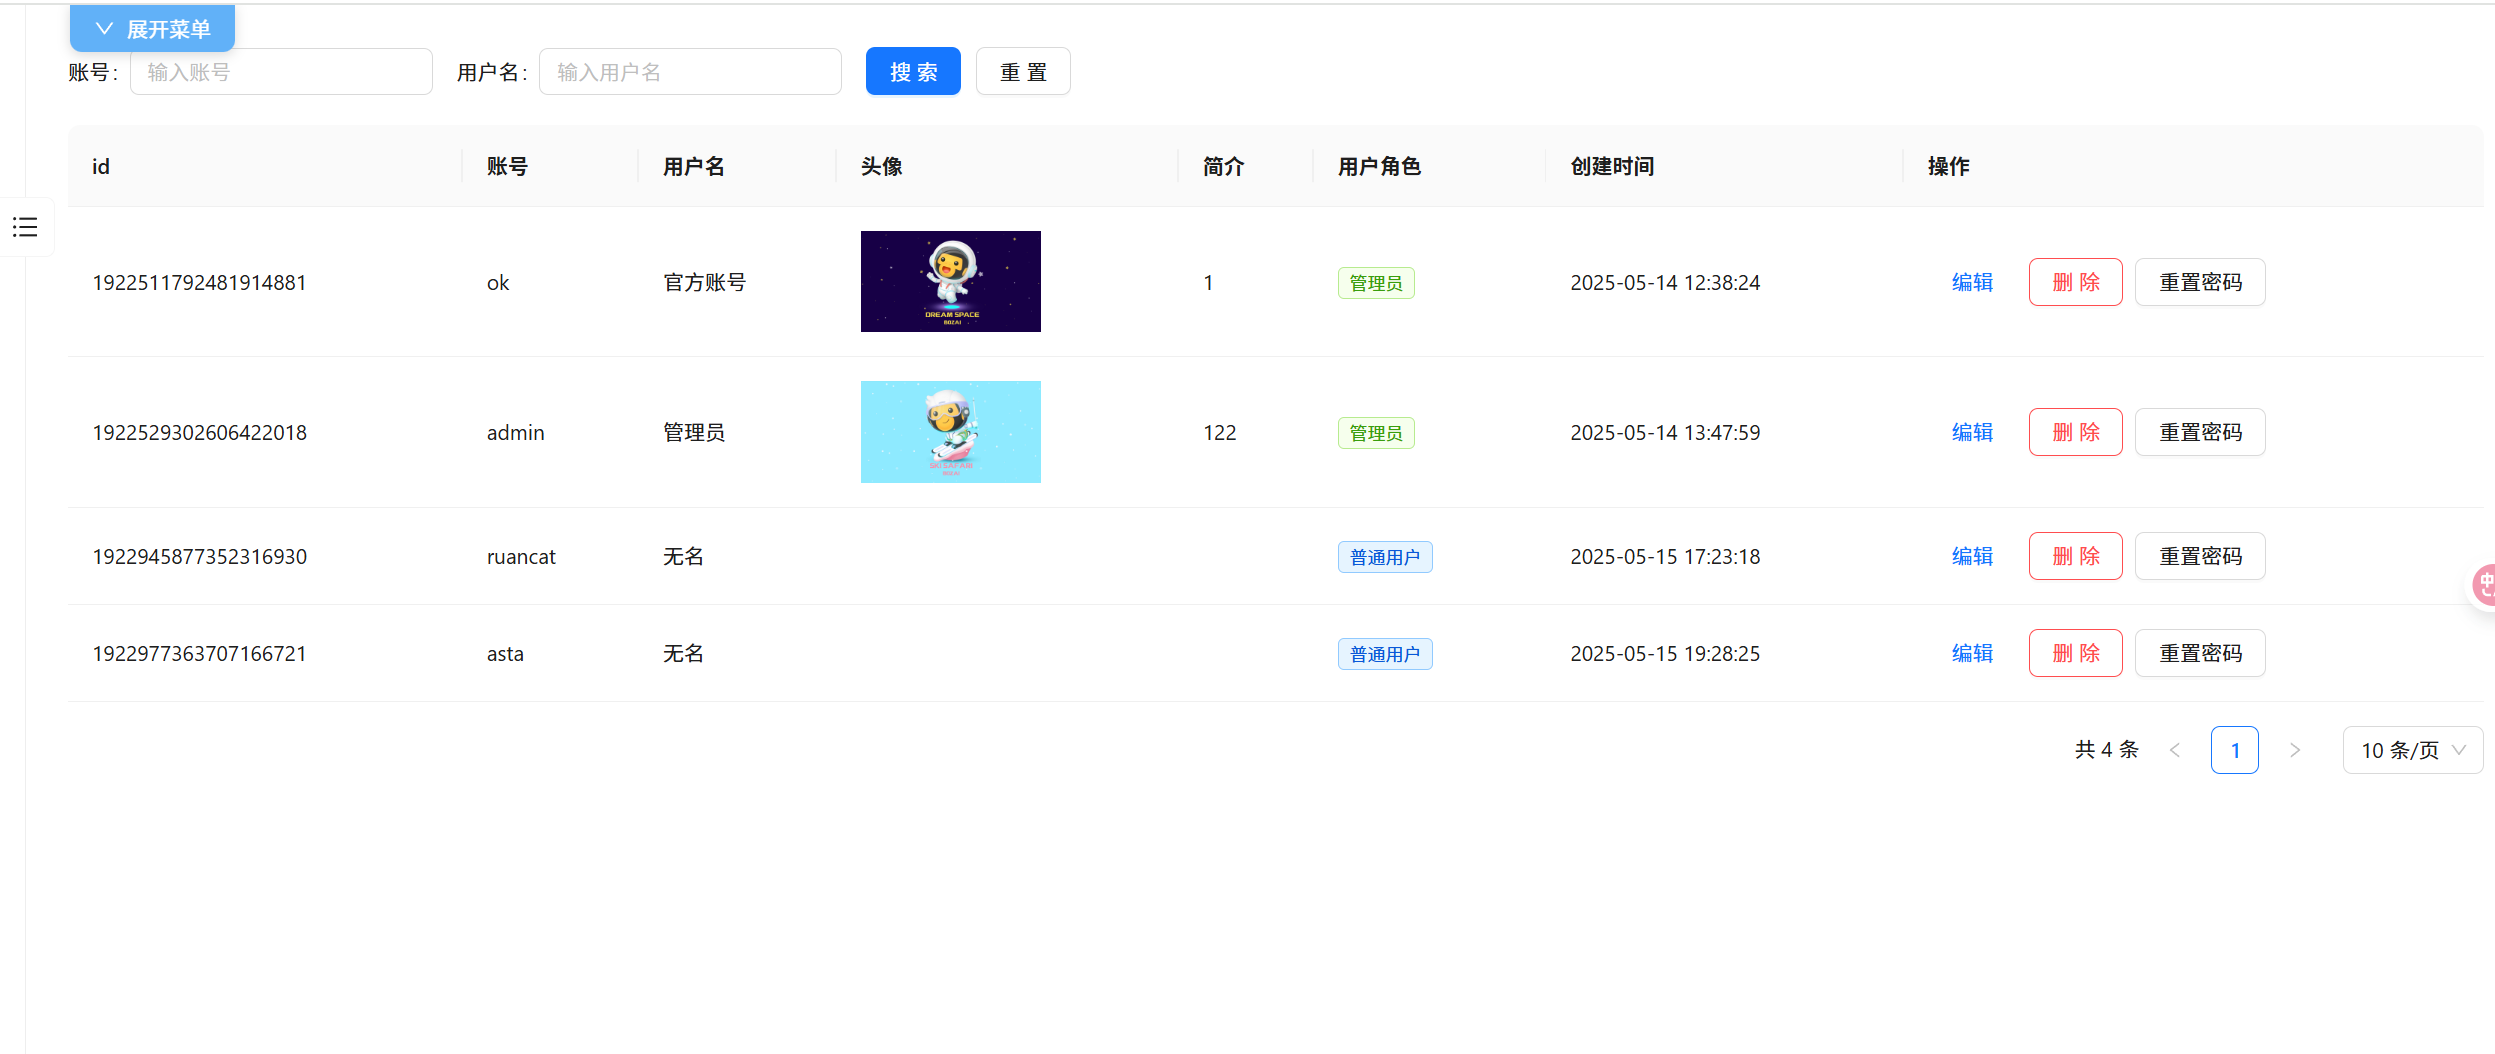 展开菜单
账号: 输入账号 用户名: 输入用户名 搜索 重置
id 账号 用户名 头像 简介 用户角色 创建时间 操作
1922511792481914881 ok 官方账号 1 管理员 2025-05-14 12:38:24 编辑 删除 重置密码
DREAM SPACE
BOZAI
1922529302606422018 admin 管理员 122 管理员 2025-05-14 13:47:59 编辑 删除 重置密码
SKI SAFARI
BOZAI
1922945877352316930 ruancat 无名 普通用户 2025-05-15 17:23:18 编辑 删除 重置密码
中
1922977363707166721 asta 无名 普通用户 2025-05-15 19:28:25 编辑 删除 重置密码
共 4 条 1 10 条/页